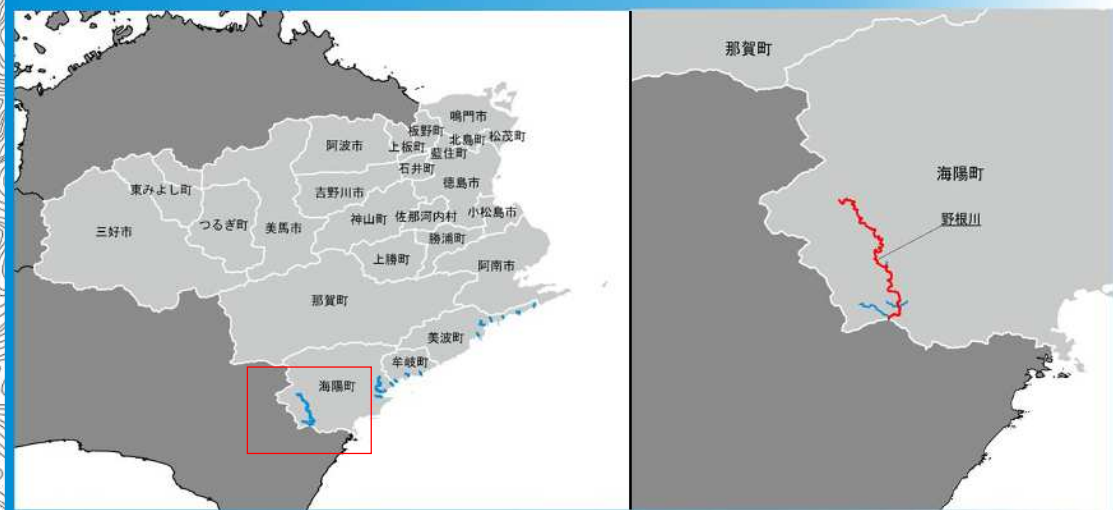 鳴門市
板野町
北島町
松茂町
上板町
藍住町
阿波市
石井町
徳島市
東みよし町
吉野川市
つるぎ町
美馬市
神山町
佐那河内村
小松島市
三好市
勝浦町
上勝町
阿南市
那賀町
美波町
牟岐町
海陽町
那賀町
海陽町
野根川